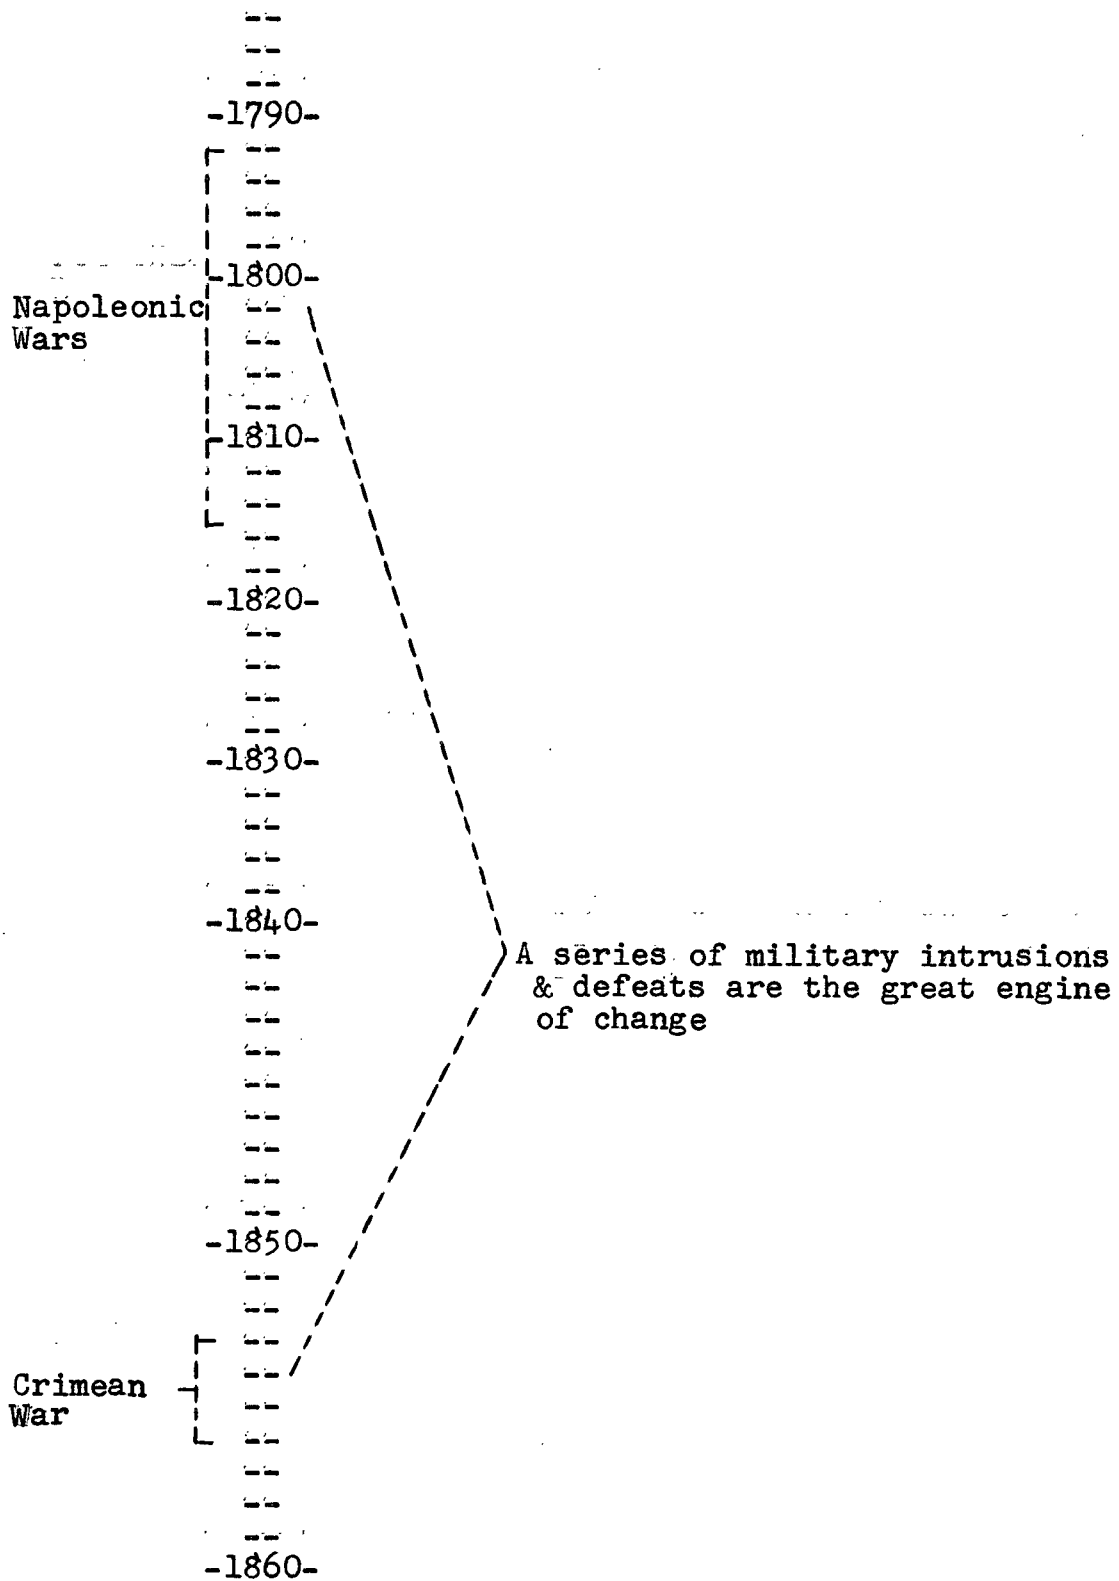 -1790-
-1800-
Napoleonic
Wars
-1810-
-1820-
-1830-
-1840-
A series of military intrusions
& defeats are the great engine
of change
-1850-
Crimean
War
-1860-